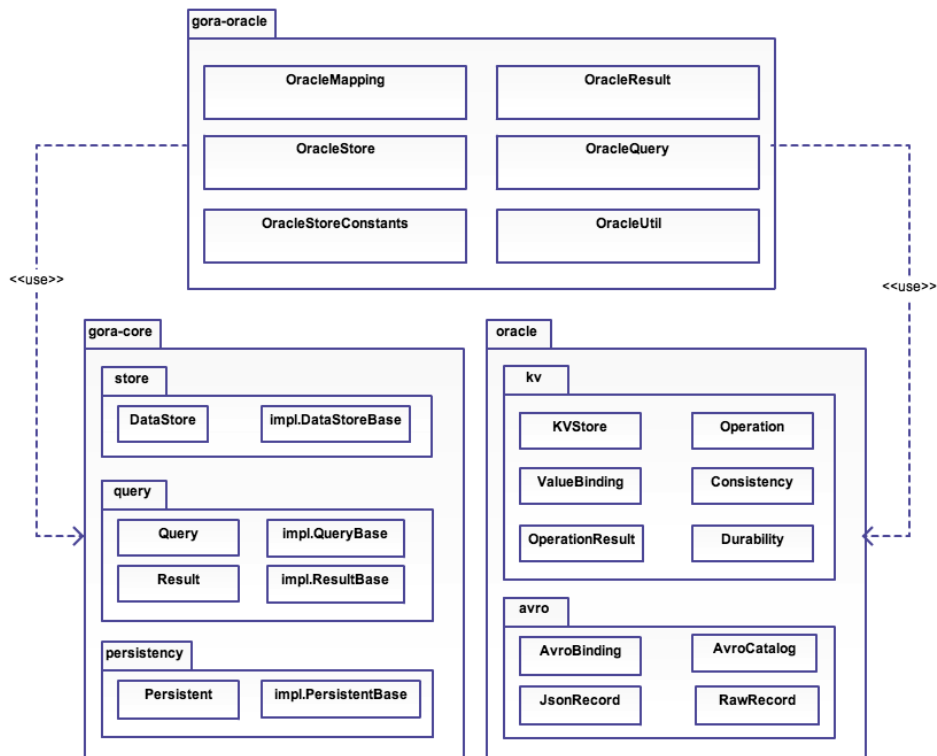 gora-oracle
OracleMapping
OracleResult
OracleStore
OracleQuery
OracleStoreConstants
OracleUtil
<<use>>
<<use>>
gora-core
store
DataStore
impl.DataStoreBase
query
Query
impl.QueryBase
Result
impl.ResultBase
persistency
Persistent
impl.PersistentBase
oracle
kv
KVStore
Operation
ValueBinding
Consistency
OperationResult
Durability
avro
AvroBinding
AvroCatalog
JsonRecord
RawRecord